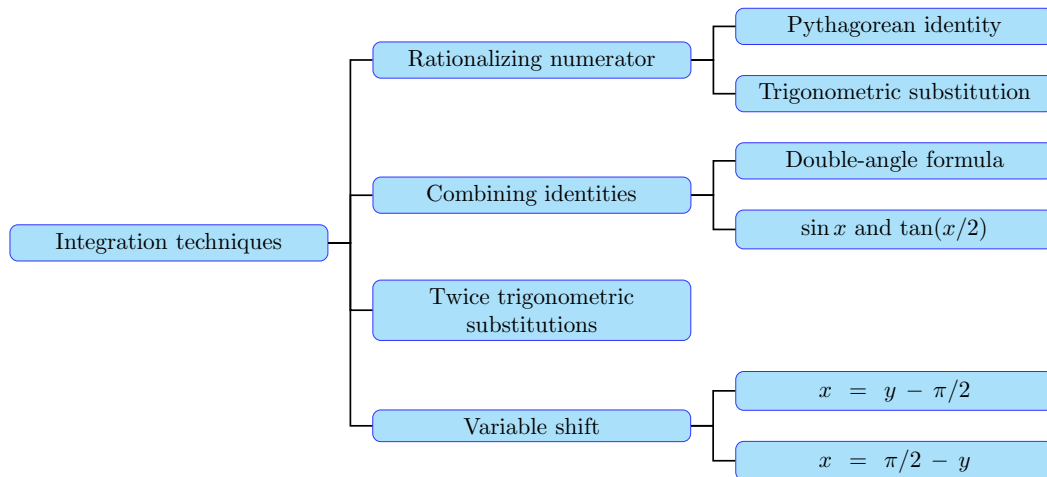 Integration techniques
Rationalizing numerator
Pythagorean identity
Trigonometric substitution
Combining identities
Double-angle formula
sin x and tan(x/2)
Twice trigonometric
substitutions
Variable shift
x = y − π/2
x = π/2 − y